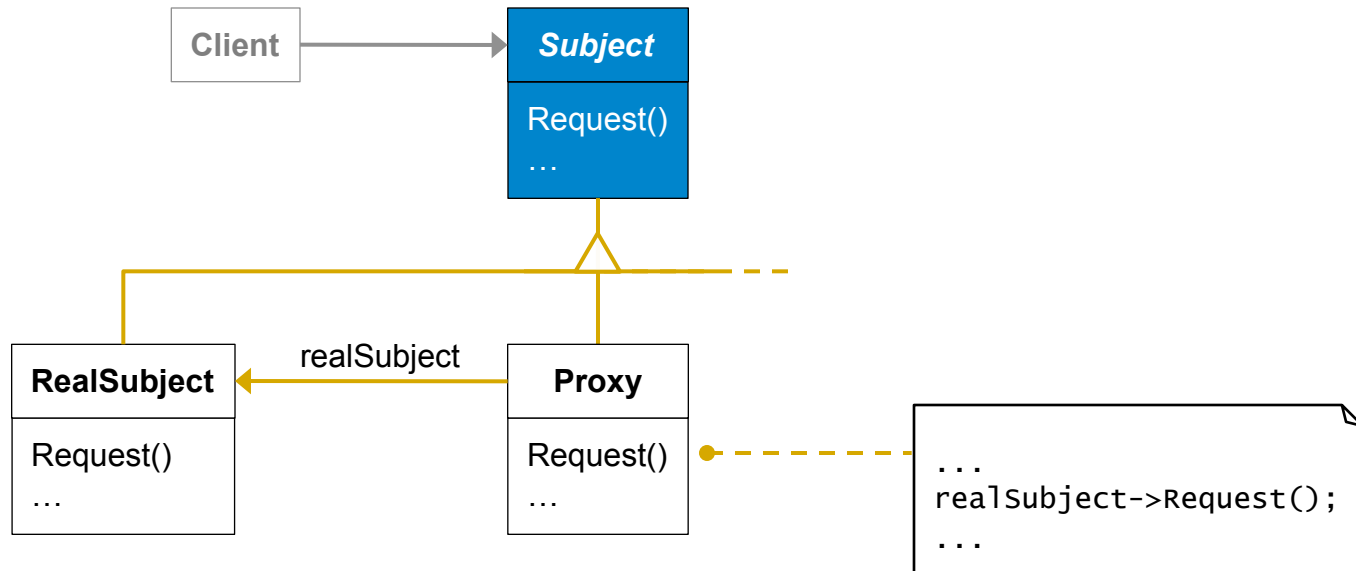 Client
Subject
Request()
…
realSubject
RealSubject
Request()
…
Proxy
Request()
…
...
realSubject->Request();
...